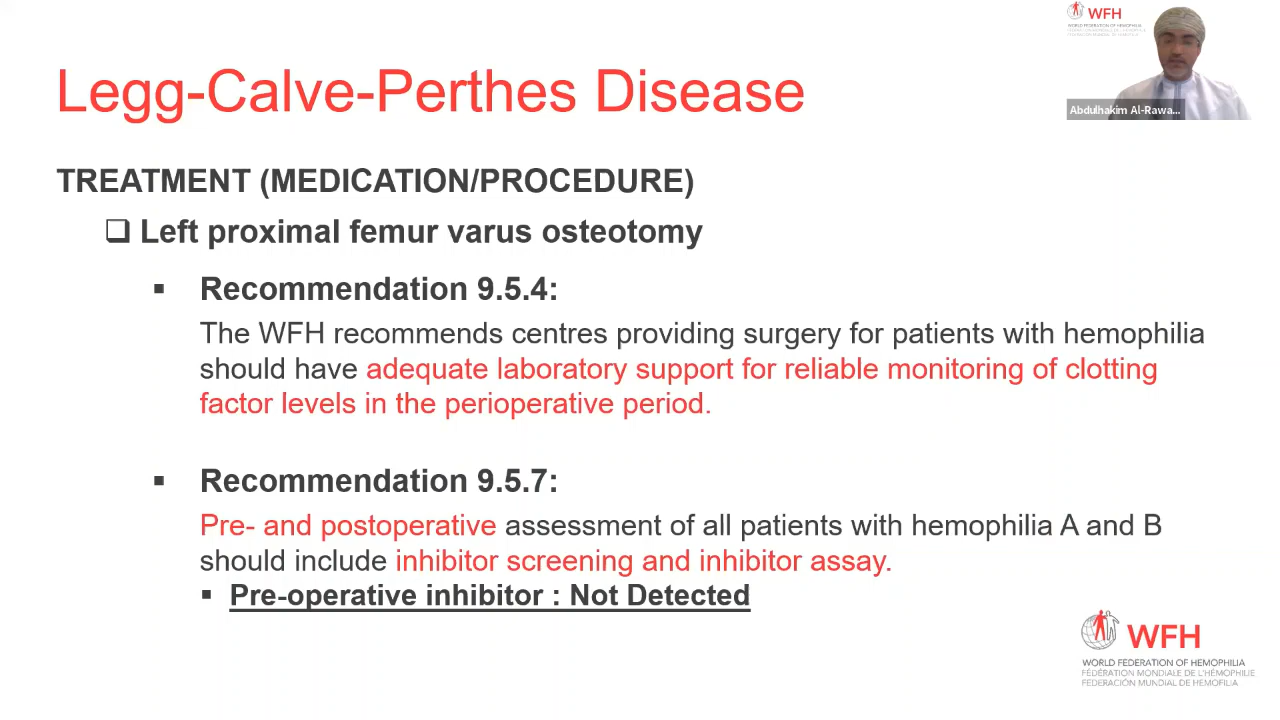 WFH
Legg-Calve-Perthes Disease
Abdulhakim Al-Rawa...
TREATMENT (MEDICATION/PROCEDURE)
❑ Left proximal femur varus osteotomy
▪ Recommendation 9.5.4:
The WFH recommends centres providing surgery for patients with hemophilia
should have adequate laboratory support for reliable monitoring of clotting
factor levels in the perioperative period.
▪ Recommendation 9.5.7:
Pre- and postoperative assessment of all patients with hemophilia A and B
should include inhibitor screening and inhibitor assay.
▪ Pre-operative inhibitor : Not Detected
WFH
WORLD FEDERATION OF HEMOPHILIA
FÉDÉRATION MONDIALE DE L'HÉMOPHILIE
FEDERACIÓN MUNDIAL DE HEMOFILIA